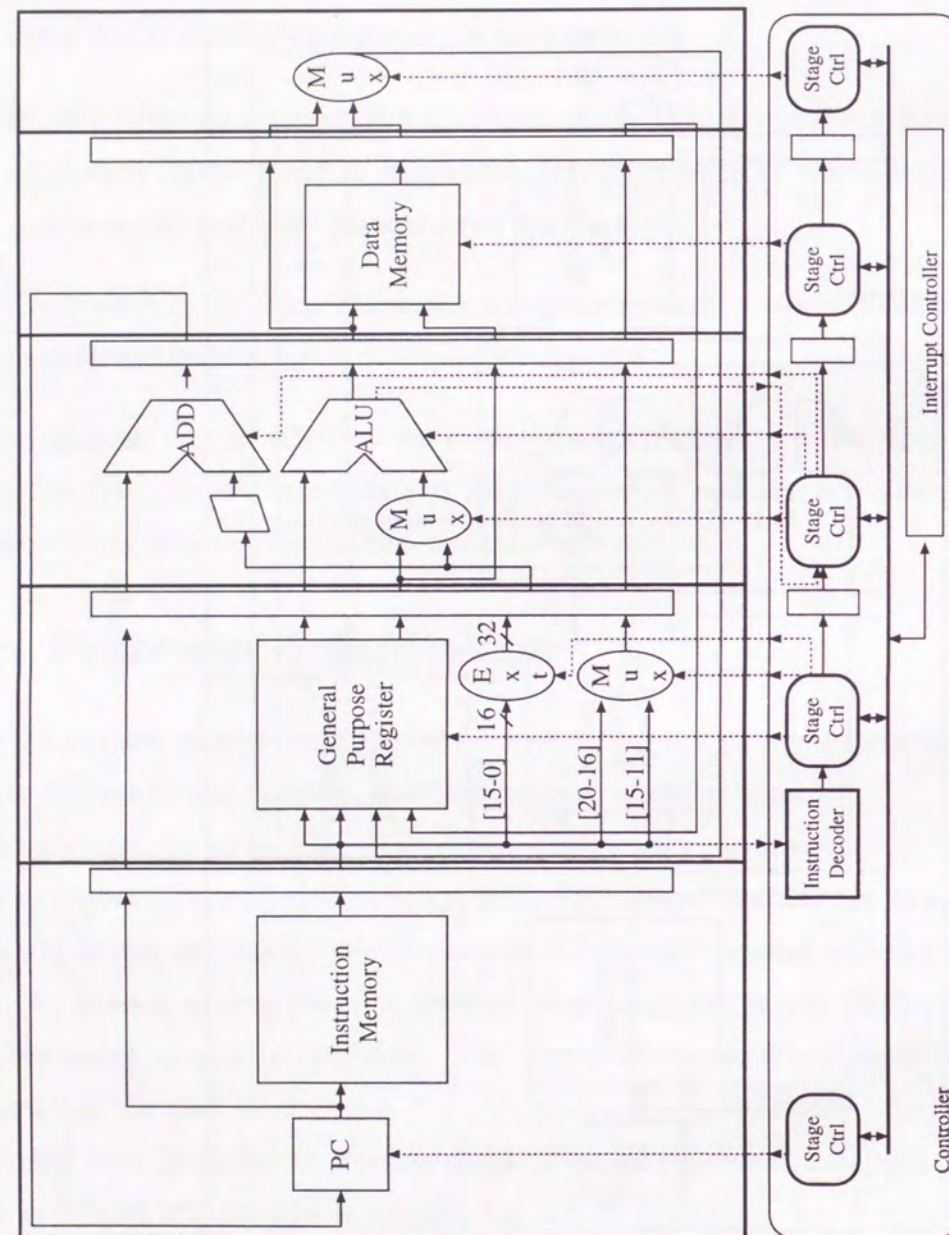 PC
Instruction
Memory
General
Purpose
Register
[15-0]
16
E
x
t
32
[20-16]
[15-11]
M
u
x
ADD
ALU
M
u
x
Data
Memory
M
u
x
Stage
Ctrl
Instruction
Decoder
Stage
Ctrl
Stage
Ctrl
Stage
Ctrl
Stage
Ctrl
Interrupt Controller
Controller